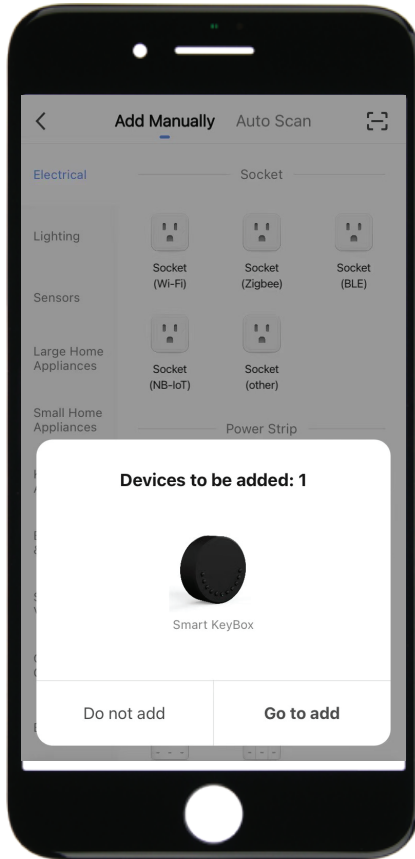 Add Manually Auto Scan
Electrical
Socket
Lighting
Socket
(Wi-Fi)
Socket
(Zigbee)
Socket
(BLE)
Sensors
Large Home
Appliances
Socket
(NB-IoT)
Socket
(other)
Small Home
Appliances
Power Strip
Devices to be added: 1
Smart KeyBox
Do not add
Go to add